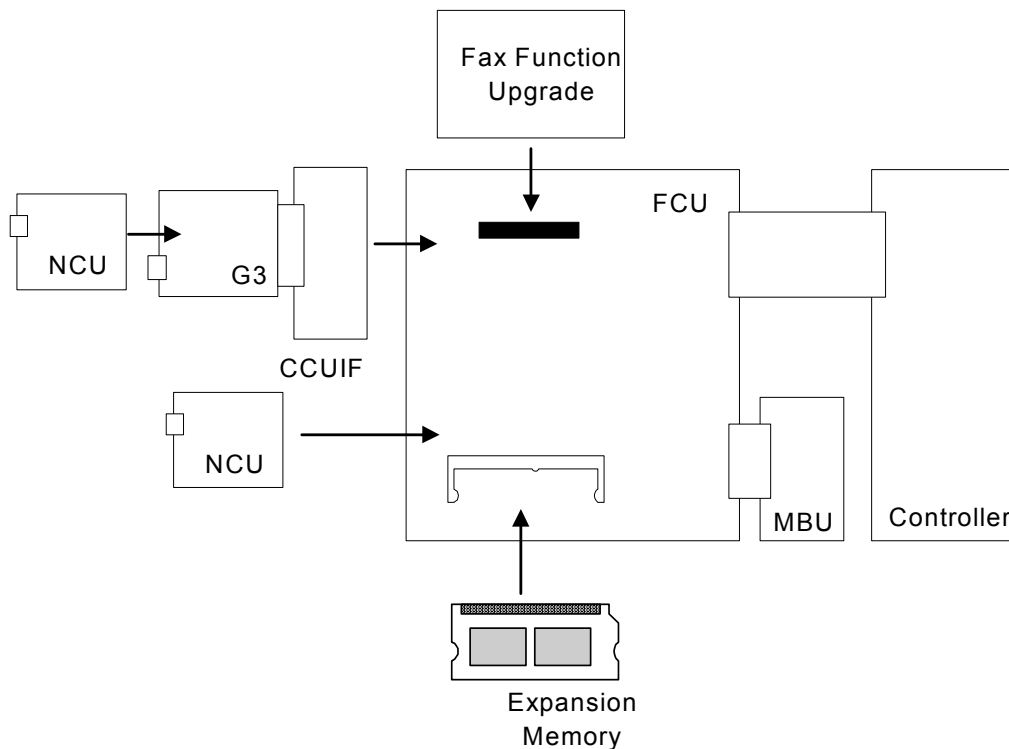 Fax Function
Upgrade
FCU
NCU
G3
CCUIF
NCU
MBU
Controller
Expansion
Memory